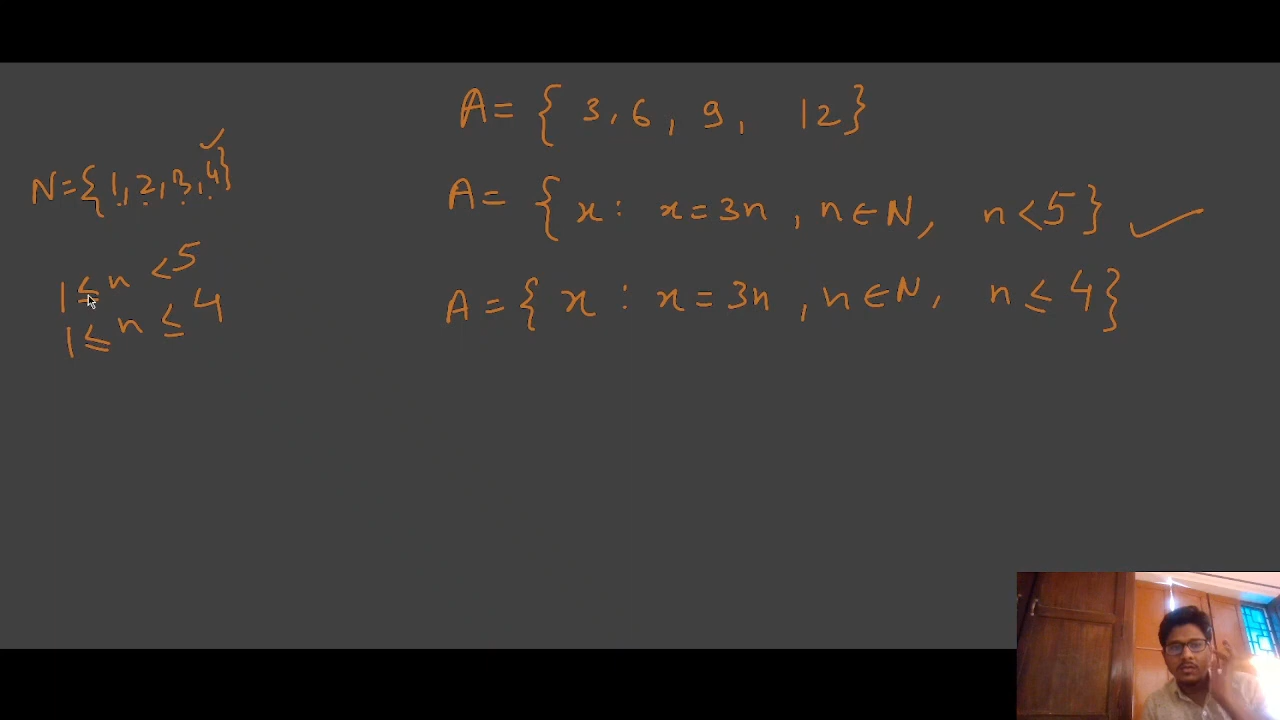 A = { 3, 6, 9, 12}
N={1,2,3,4}
A = { x : x = 3n , n ∈ N, n < 5}
1 ≤ n < 5
A = { x : x = 3n , n ∈ N, n ≤ 4}
1 ≤ n ≤ 4